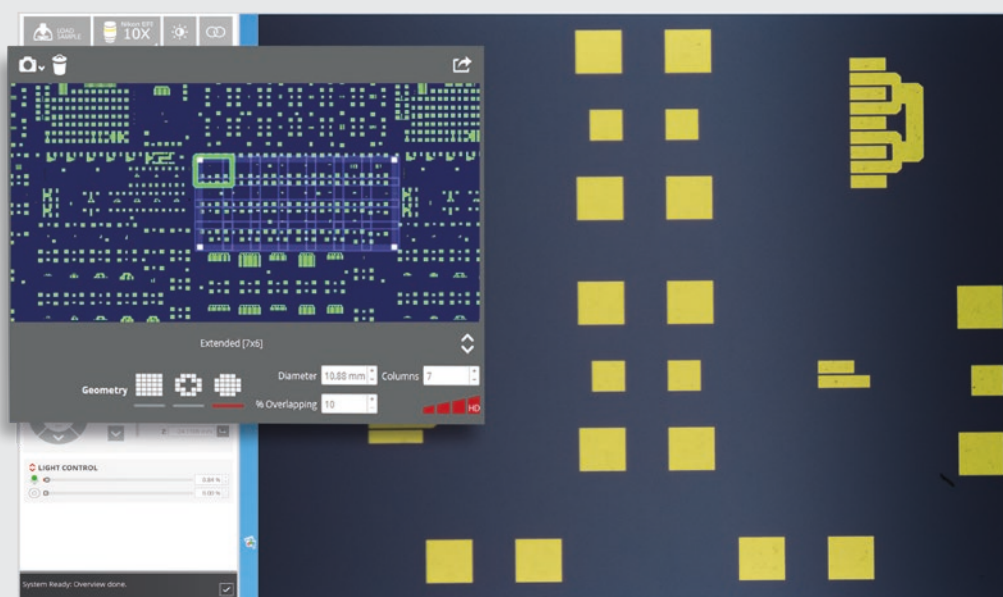 LOAD
SAMPLE
Nikon EPI
10X
Extended [7x6]
Geometry
Diameter 10.88 mm Columns 7
% Overlapping 10
HD
Z
LIGHT CONTROL
0.84 %
0.00 %
System Ready: Overview done.